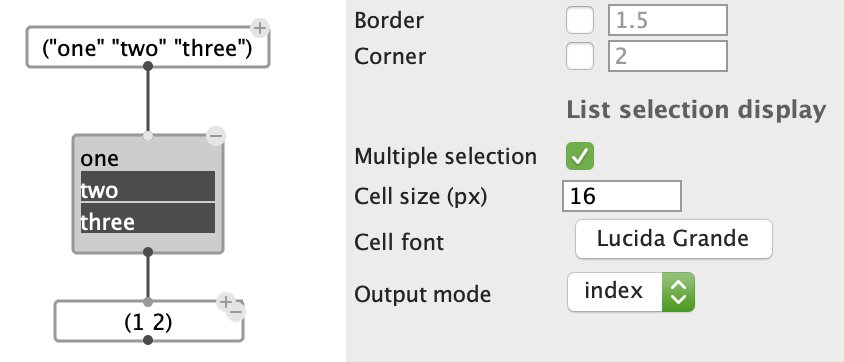 ("one" "two" "three")
one
two
three
(1 2)
Border 1.5
Corner 2
List selection display
Multiple selection
Cell size (px) 16
Cell font Lucida Grande
Output mode index